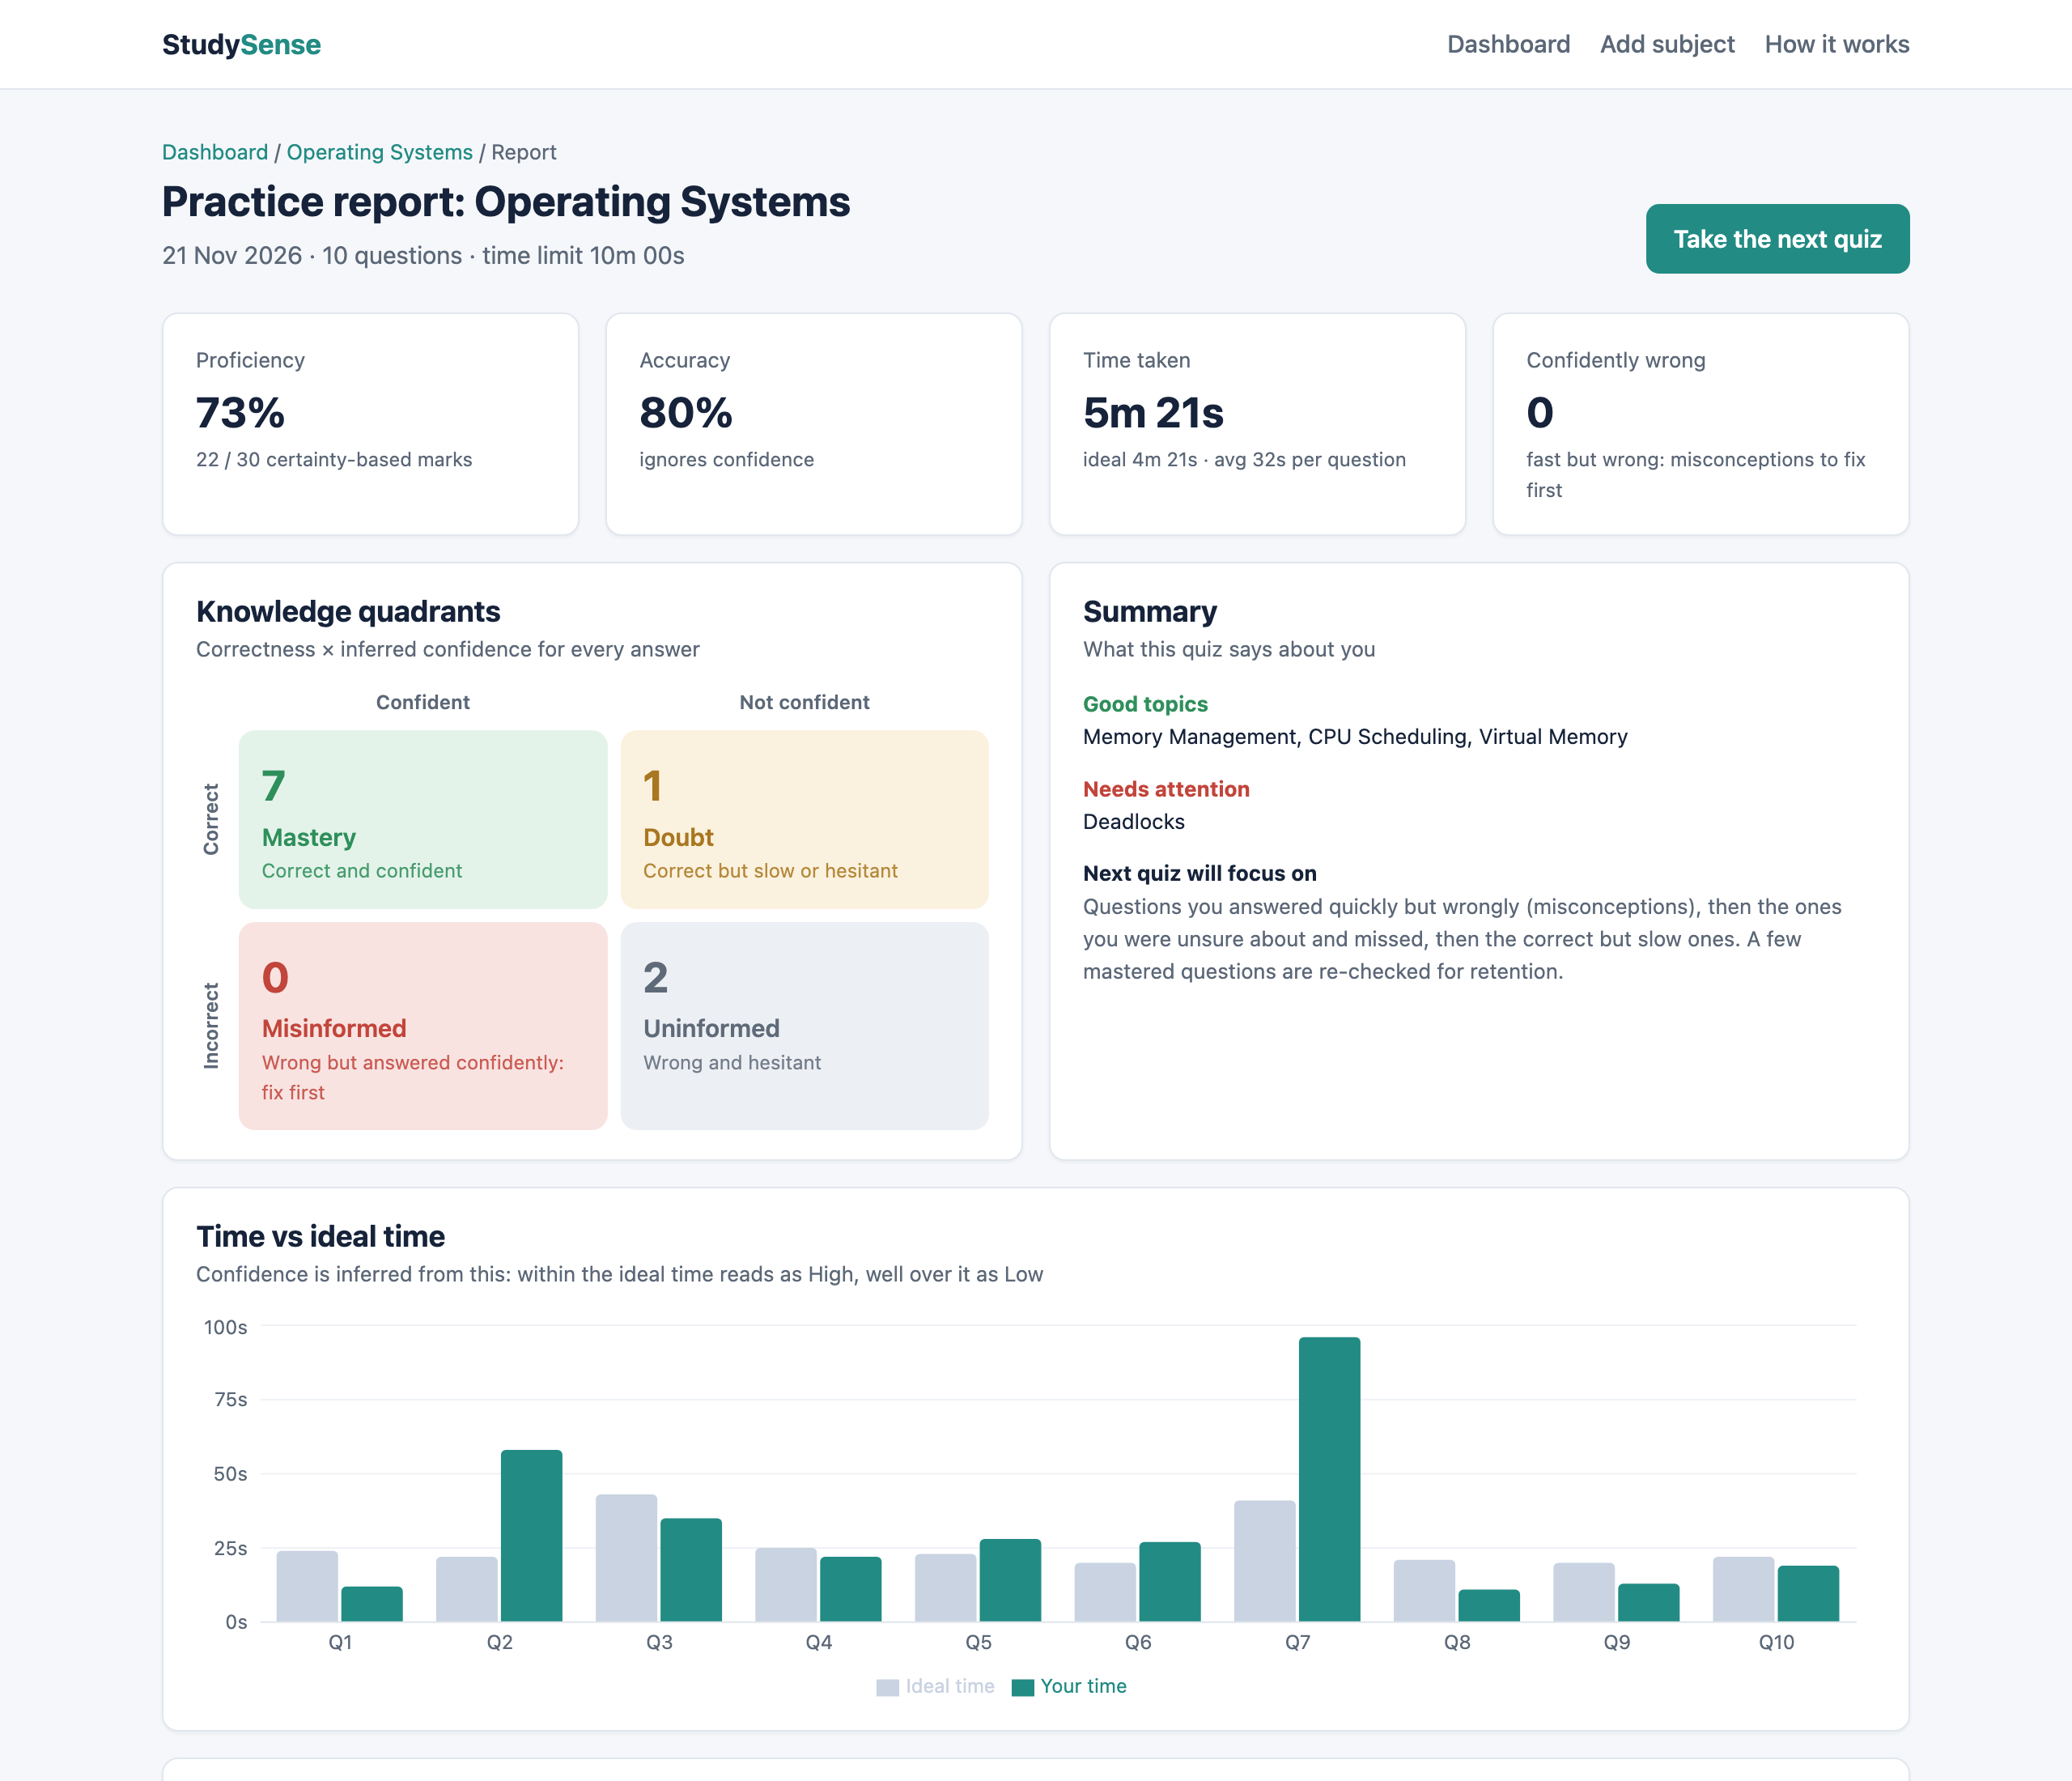 StudySense
Dashboard Add subject How it works
Dashboard / Operating Systems / Report
Practice report: Operating Systems
21 Nov 2026 · 10 questions · time limit 10m 00s
Take the next quiz
Proficiency
73%
22 / 30 certainty-based marks
Accuracy
80%
ignores confidence
Time taken
5m 21s
ideal 4m 21s · avg 32s per question
Confidently wrong
0
fast but wrong: misconceptions to fix
first
Knowledge quadrants
Correctness × inferred confidence for every answer
Confident
Not confident
Correct
7
Mastery
Correct and confident
1
Doubt
Correct but slow or hesitant
Incorrect
0
Misinformed
Wrong but answered confidently:
fix first
2
Uninformed
Wrong and hesitant
Summary
What this quiz says about you
Good topics
Memory Management, CPU Scheduling, Virtual Memory
Needs attention
Deadlocks
Next quiz will focus on
Questions you answered quickly but wrongly (misconceptions), then the ones
you were unsure about and missed, then the correct but slow ones. A few
mastered questions are re-checked for retention.
Time vs ideal time
Confidence is inferred from this: within the ideal time reads as High, well over it as Low
100s
75s
50s
25s
0s
Q1 Q2 Q3 Q4 Q5 Q6 Q7 Q8 Q9 Q10
Ideal time Your time